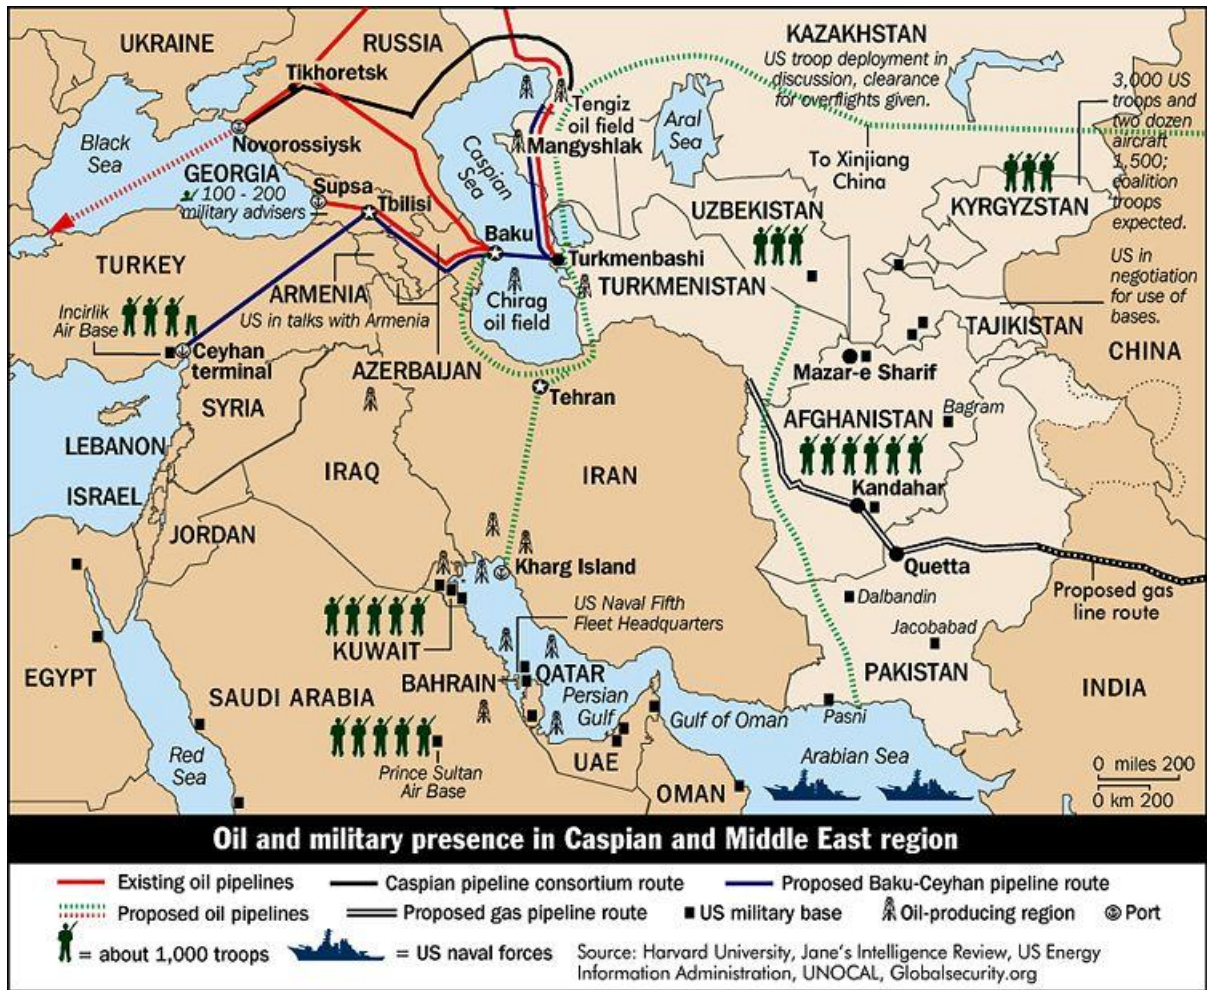 UKRAINE
RUSSIA
KAZAKHSTAN
US troop deployment in
discussion, clearance
for overflights given.
3,000 US
troops and
two dozen
aircraft
1,500;
coalition
troops
expected.
Tikhoretsk
Tengiz
oil field
Mangyshlak
Aral
Sea
Black
Sea
Novorossiysk
Caspian
Sea
To Xinjiang
China
GEORGIA
100 - 200
military advisers
Supsa
Tbilisi
UZBEKISTAN
KYRGYZSTAN
Baku
Turkmenbashi
TURKMENISTAN
US in
negotiation
for use of
bases.
TURKEY
ARMENIA
US in talks with Armenia
Chirag
oil field
Incirlik
Air Base
TAJIKISTAN
CHINA
Ceyhan
terminal
AZERBAIJAN
Mazar-e Sharif
Tehran
SYRIA
AFGHANISTAN
Bagram
LEBANON
IRAQ
IRAN
Kandahar
ISRAEL
JORDAN
Kharg Island
Quetta
Proposed gas
line route
Dalbandin
US Naval Fifth
Fleet Headquarters
Jacobabad
KUWAIT
EGYPT
SAUDI ARABIA
BAHRAIN
QATAR
PAKISTAN
INDIA
Persian
Gulf
Gulf of Oman
Pasni
Red
Sea
Prince Sultan
Air Base
UAE
Arabian Sea
OMAN
0 miles 200
0 km 200
Oil and military presence in Caspian and Middle East region
Existing oil pipelines
Caspian pipeline consortium route
Proposed Baku-Ceyhan pipeline route
Proposed oil pipelines
Proposed gas pipeline route
US military base
Oil-producing region
Port
= about 1,000 troops
= US naval forces
Source: Harvard University, Jane's Intelligence Review, US Energy
Information Administration, UNOCAL, Globalsecurity.org